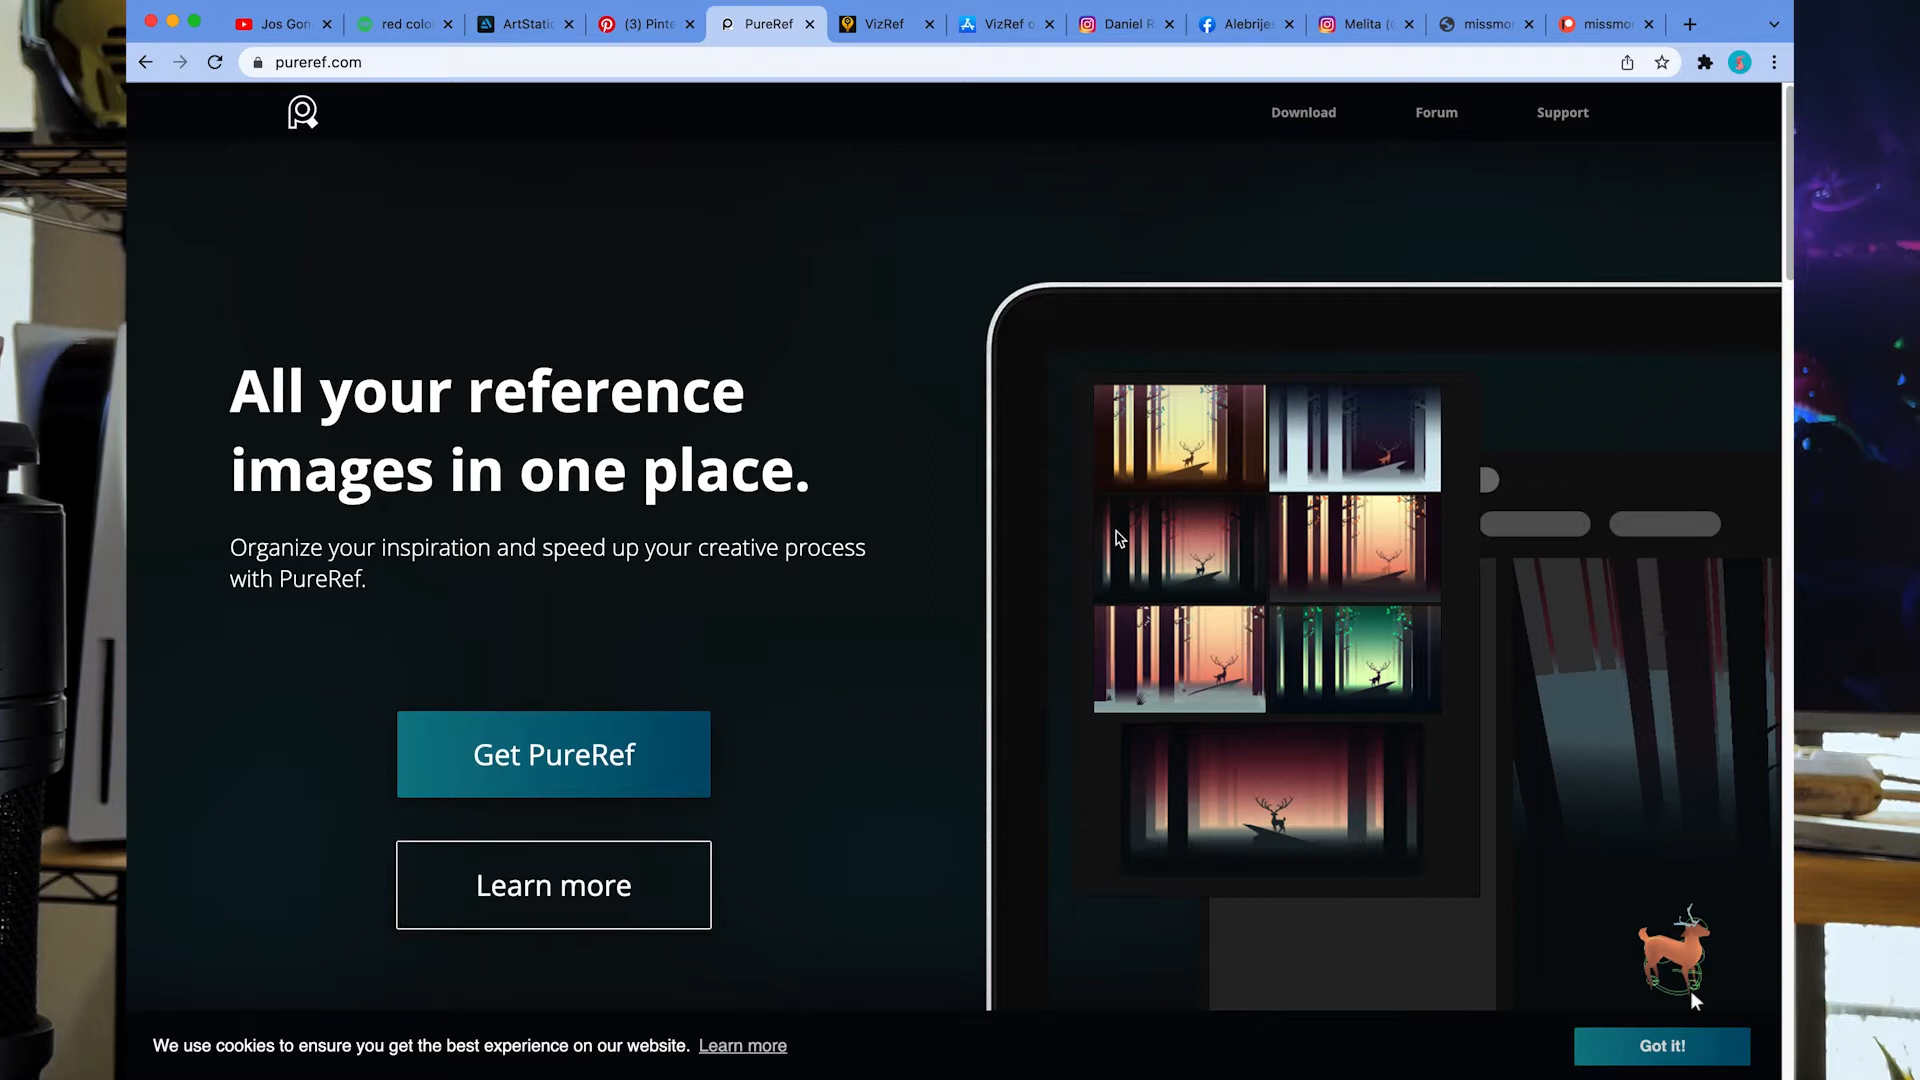 Jos Gon
red colo
ArtStatio
(3) Pinte
PureRef
VizRef
VizRef o
Daniel R
Alebrijes
Melita (
missmo
missmo
pureref.com
Download
Forum
Support
All your reference
images in one place.
Organize your inspiration and speed up your creative process
with PureRef.
Get PureRef
Learn more
We use cookies to ensure you get the best experience on our website. Learn more
Got it!